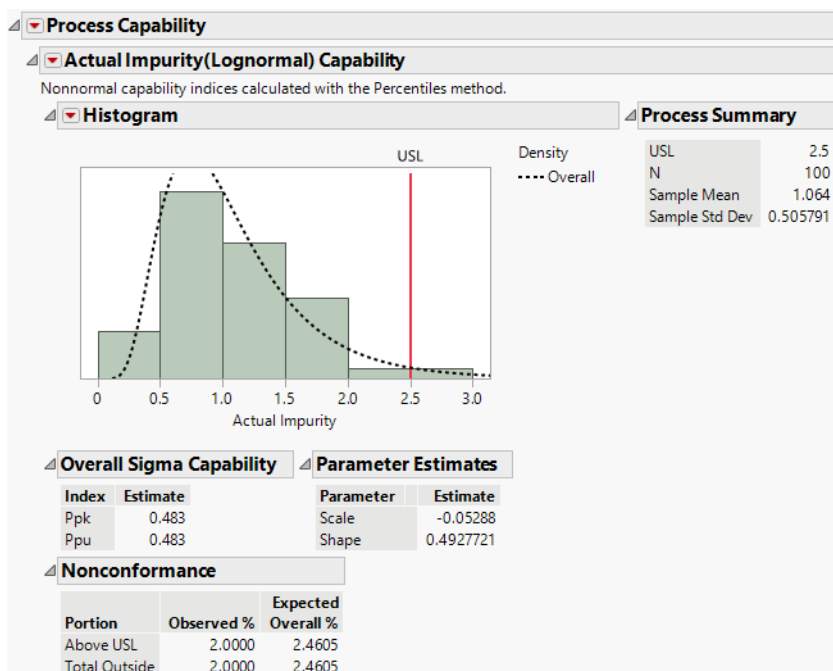 Process Capability
Actual Impurity(Lognormal) Capability
Nonnormal capability indices calculated with the Percentiles method.
Histogram
USL
Density
Overall
0 0.5 1.0 1.5 2.0 2.5 3.0
Actual Impurity
Process Summary
USL 2.5
N 100
Sample Mean 1.064
Sample Std Dev 0.505791
Overall Sigma Capability
Index Estimate
Ppk 0.483
Ppu 0.483
Parameter Estimates
Parameter Estimate
Scale -0.05288
Shape 0.4927721
Nonconformance
Expected
Portion Observed % Overall %
Above USL 2.0000 2.4605
Total Outside 2.0000 2.4605